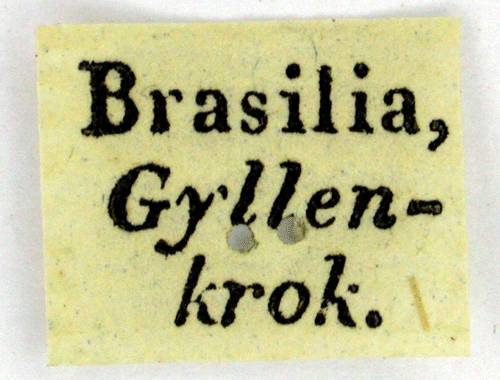 Brasilia,
Gyllen-
krok.